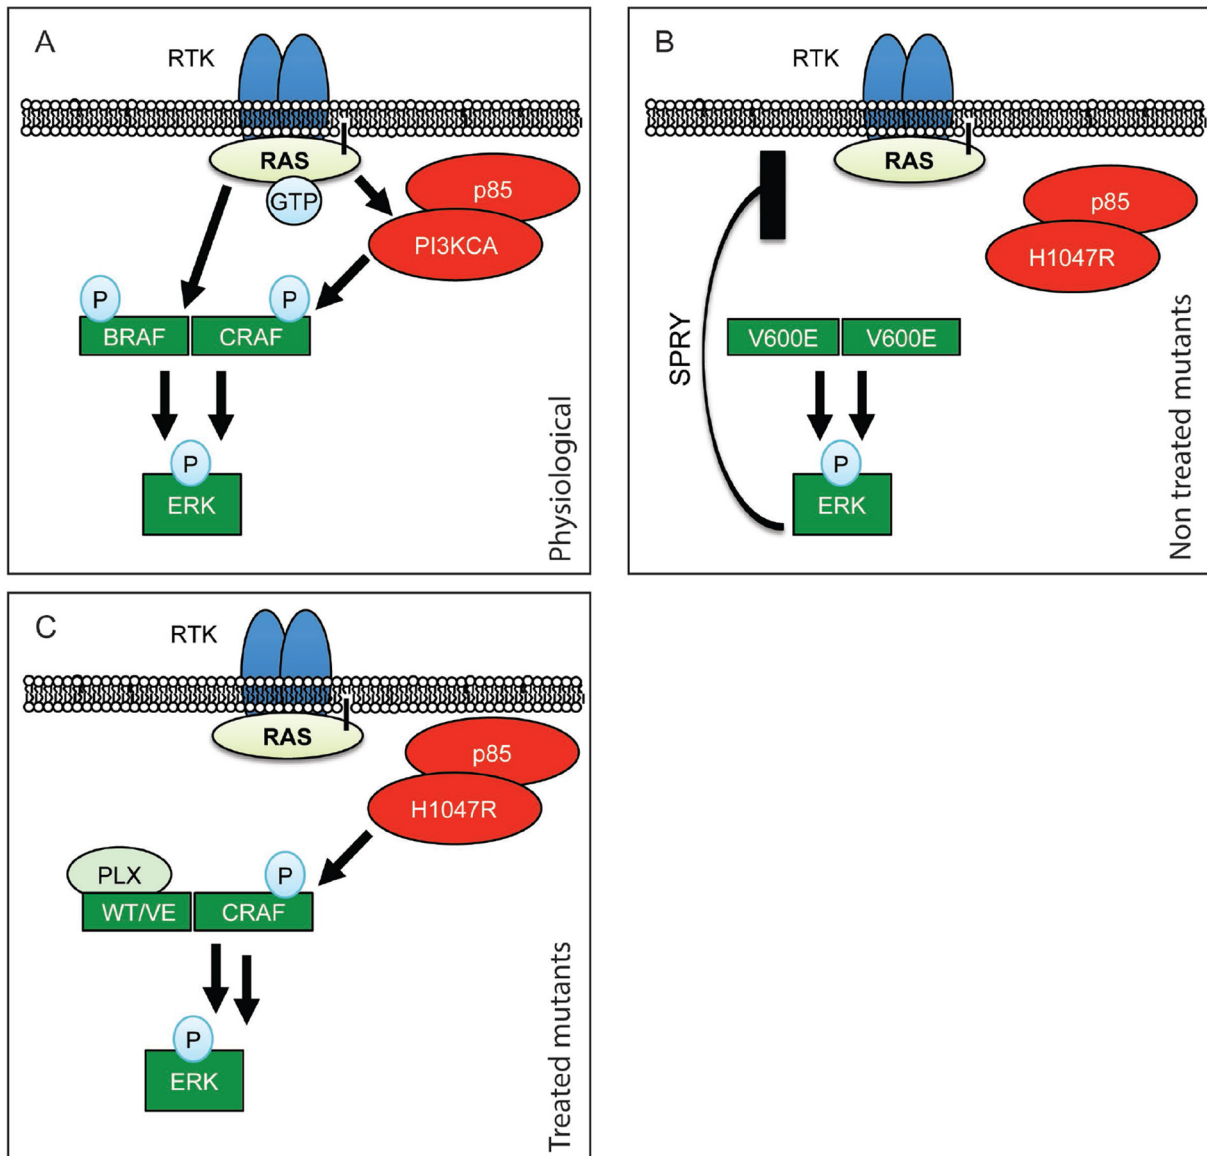 A
RTK
RAS
GTP
p85
PI3KCA
P
P
BRAF
CRAF
P
ERK
Physiological
B
RTK
RAS
p85
H1047R
SPRY
V600E
V600E
P
ERK
Non treated mutants
C
RTK
RAS
p85
H1047R
PLX
P
WT/VE
CRAF
P
ERK
Treated mutants